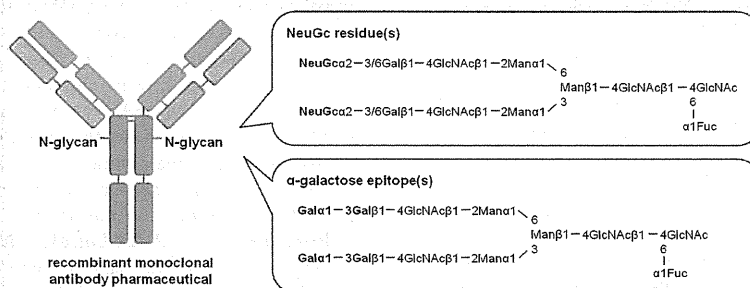 N-glycan
N-glycan
recombinant monoclonal
antibody pharmaceutical
NeuGc residue(s)
NeuGcα2−3/6Galβ1−4GlcNAcβ1−2Manα1
6
Manβ1−4GlcNAcβ1−4GlcNAc
3
6
NeuGcα2−3/6Galβ1−4GlcNAcβ1−2Manα1
α1Fuc
α-galactose epitope(s)
Galα1−3Galβ1−4GlcNAcβ1−2Manα1
6
Manβ1−4GlcNAcβ1−4GlcNAc
3
6
Galα1−3Galβ1−4GlcNAcβ1−2Manα1
α1Fuc